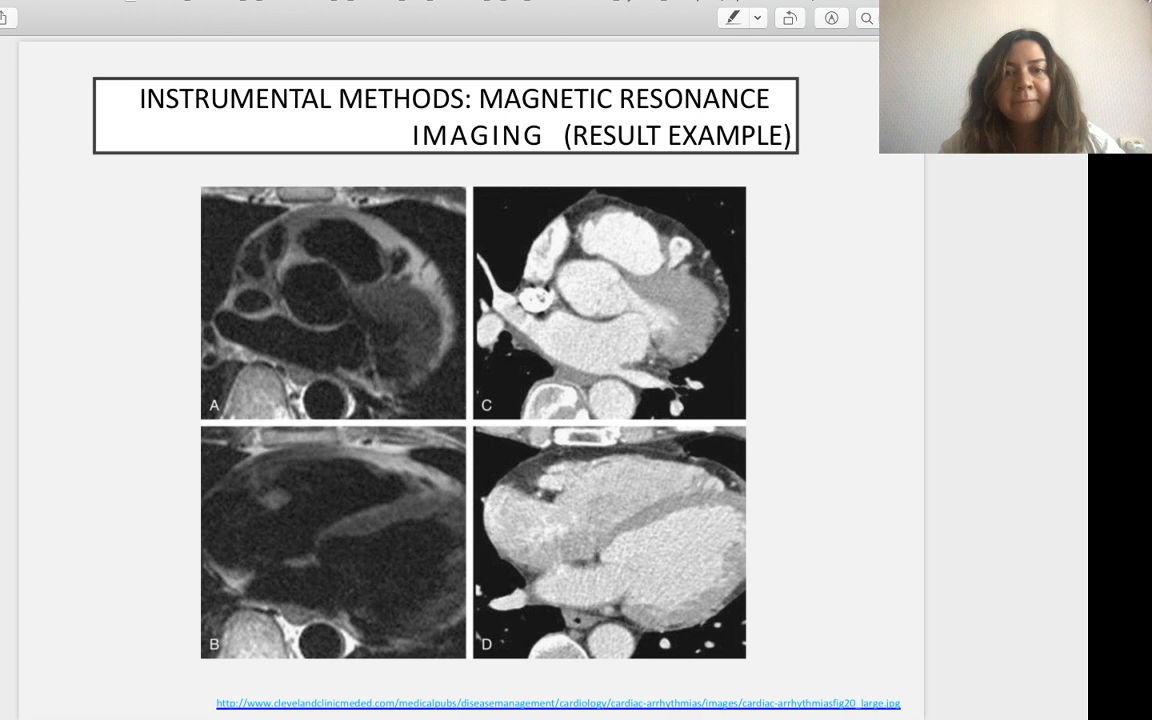 INSTRUMENTAL METHODS: MAGNETIC RESONANCE
IMAGING (RESULT EXAMPLE)
A
C
B
D
http://www.clevelandclinicmeded.com/medicalpubs/diseasemanagement/cardiology/cardiac-arrhythmias/images/cardiac-arrhythmiasfig20_large.jpg